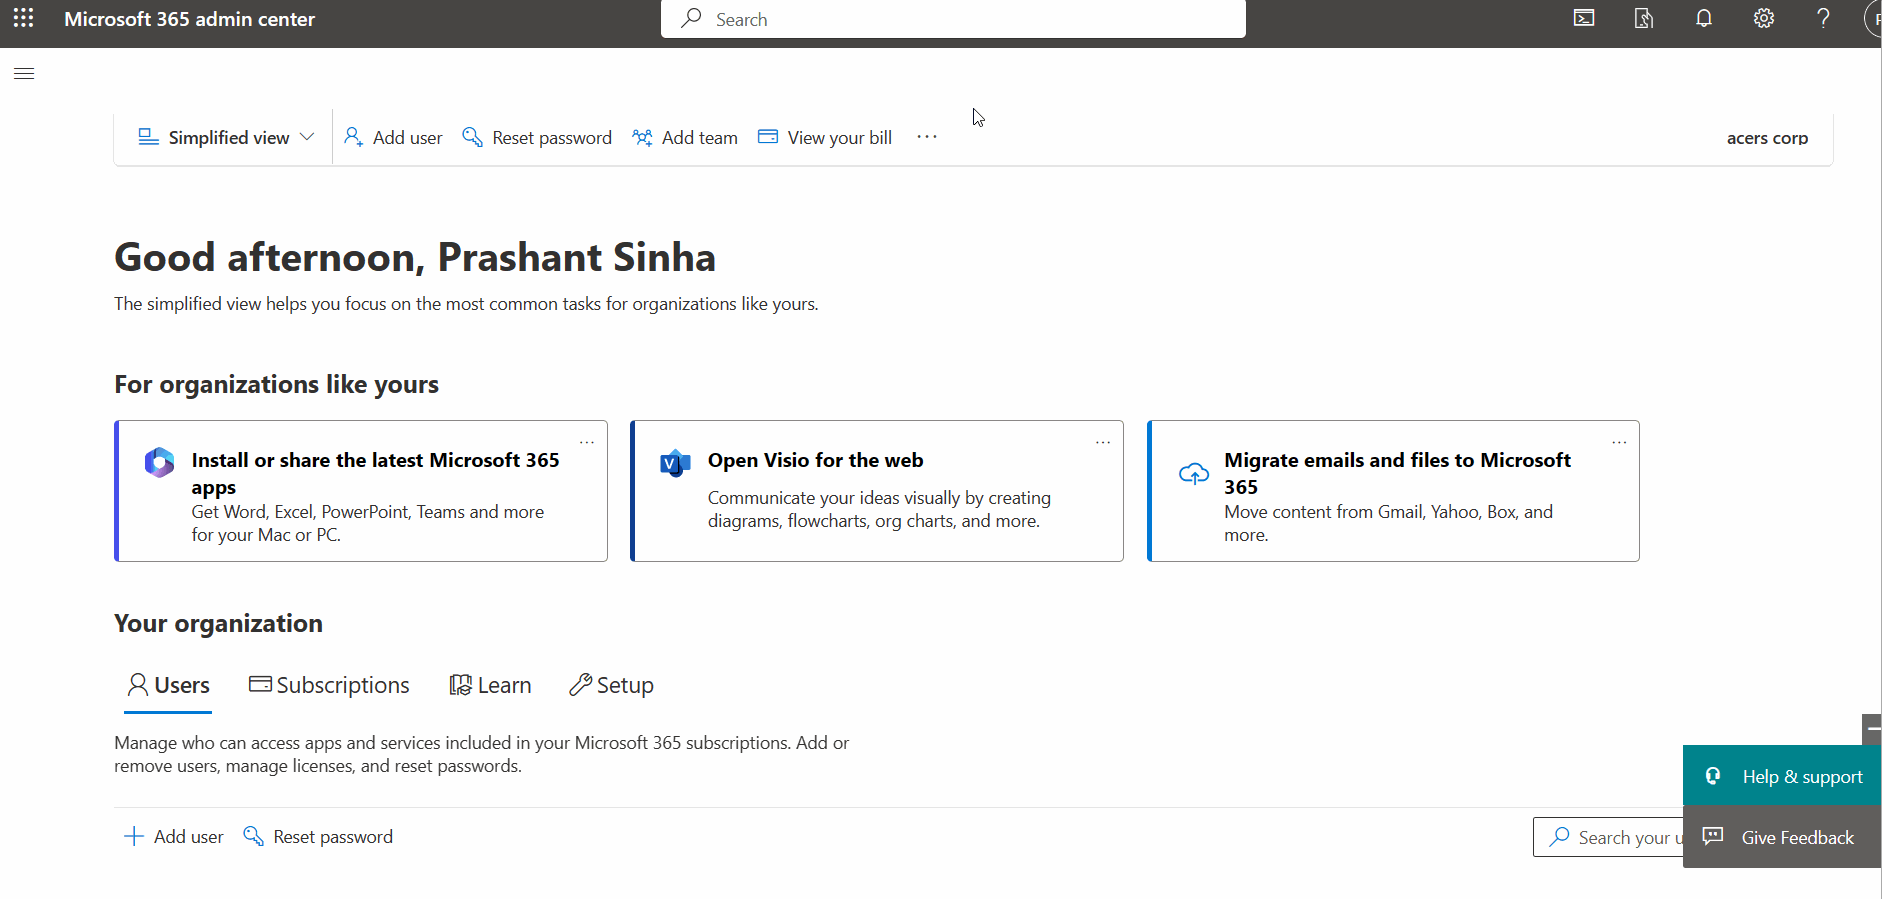 Microsoft 365 admin center
Search
Simplified view
Add user
Reset password
Add team
View your bill
acers corp
Good afternoon, Prashant Sinha
The simplified view helps you focus on the most common tasks for organizations like yours.
For organizations like yours
Install or share the latest Microsoft 365
apps
Get Word, Excel, PowerPoint, Teams and more
for your Mac or PC.
Open Visio for the web
Communicate your ideas visually by creating
diagrams, flowcharts, org charts, and more.
Migrate emails and files to Microsoft
365
Move content from Gmail, Yahoo, Box, and
more.
Your organization
Users
Subscriptions
Learn
Setup
Manage who can access apps and services included in your Microsoft 365 subscriptions. Add or
remove users, manage licenses, and reset passwords.
Add user
Reset password
Search your
Help & support
Give Feedback